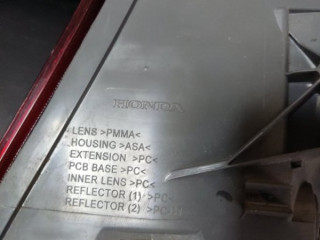 HONDA
LENS >PMMA<
HOUSING >ASA<
EXTENSION >PC<
PCB BASE >PC<
INNER LENS >PC<
REFLECTOR (1) >PC<
REFLECTOR (2) >PC